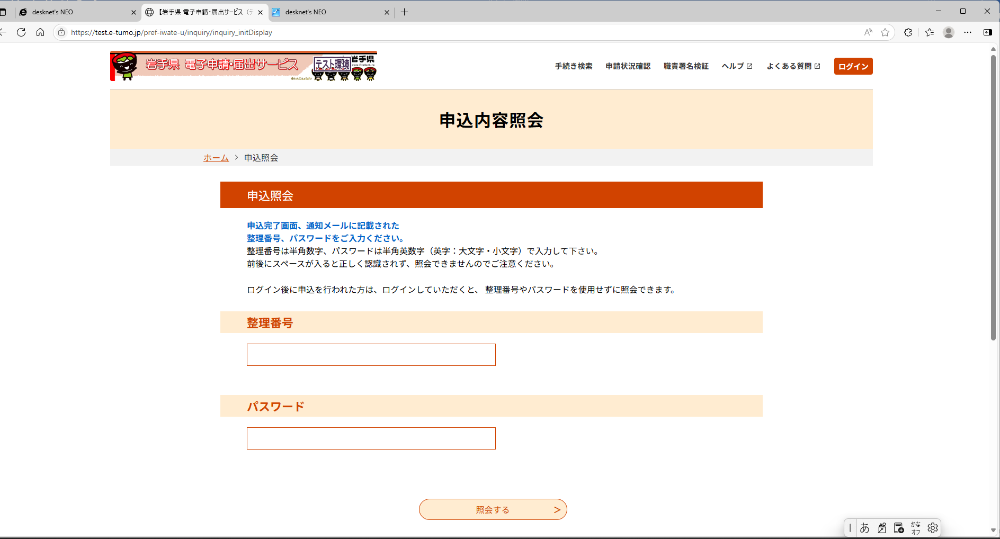 desknet's NEO
【岩手県 電子申請・届出サービス（テ
desknet's NEO
https://test.e-tumo.jp/pref-iwate-u/inquiry/inquiry_initDisplay
岩手県 電子申請・届出サービス
テスト環境
岩手県
手続き検索
申請状況確認
職責署名検証
ヘルプ
よくある質問
ログイン
申込内容照会
ホーム > 申込照会
申込照会
申込完了画面、通知メールに記載された
整理番号、パスワードをご入力ください。
整理番号は半角数字、パスワードは半角英数字（英字：大文字・小文字）で入力して下さい。
前後にスペースが入ると正しく認識されず、照会できませんのでご注意ください。
ログイン後に申込を行われた方は、ログインしていただくと、 整理番号やパスワードを使用せずに照会できます。
整理番号
パスワード
照会する
あ
かな
オフ